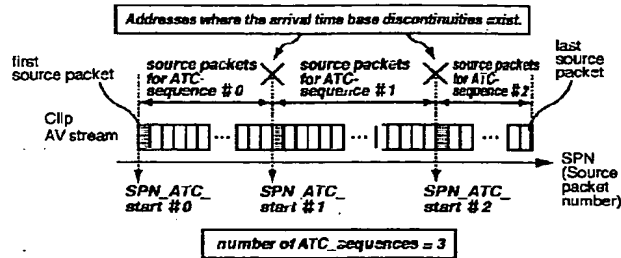 Addresses where the arrival time base discontinuities exist.
first
source packet
source packets
for ATC-
sequence #0
source packets
for ATC-
sequence #1
source packets
for ATC-
sequence #2
last
source
packet
Clip
AV stream
SPN
(Source
packet
number)
SPN_ATC_
start #0
SPN_ATC_
start #1
SPN_ATC_
start #2
number of ATC_sequences = 3